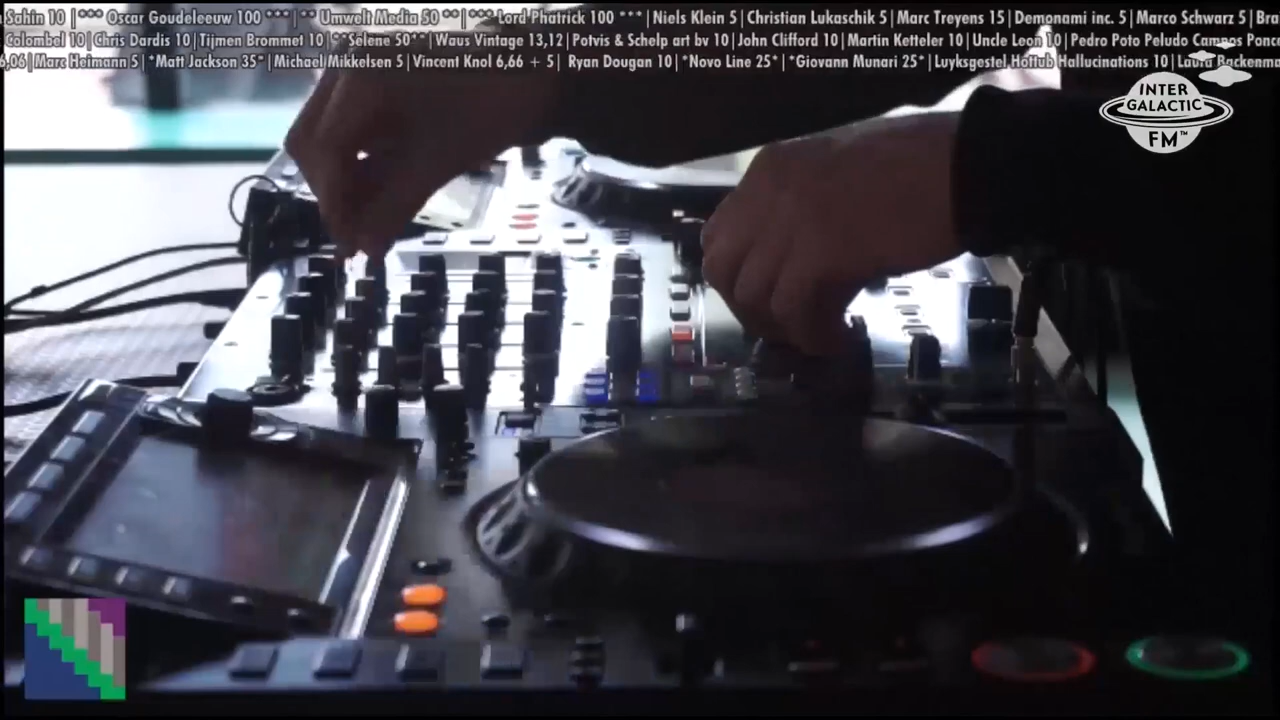 Sahin 10 | *** Oscar Goudeleeuw 100 *** | ** Umwelt Media 50 ** | *** Lord Phatrick 100 *** | Niels Klein 5 | Christian Lukaschik 5 | Marc Treyens 15 | Demonami inc. 5 | Marco Schwarz 5 |
Colombel 10 | Chris Dardis 10 | Tijmen Brommet 10 | **Selene 50** | Waus Vintage 13,12 | Potvis & Schelp art bv 10 | John Clifford 10 | Martin Ketteler 10 | Uncle Leon 10 | Pedro Poto Peludo Campos
6,06 | Marc Heimann 5 | *Matt Jackson 35* | Michael Mikkelsen 5 | Vincent Knol 6,66 + 5 | Ryan Dougan 10 | *Novo Line 25* | *Giovann Munari 25* | Luyksgestel Hottub Hallucinations 10 | Laura
INTER
GALACTIC
FM™